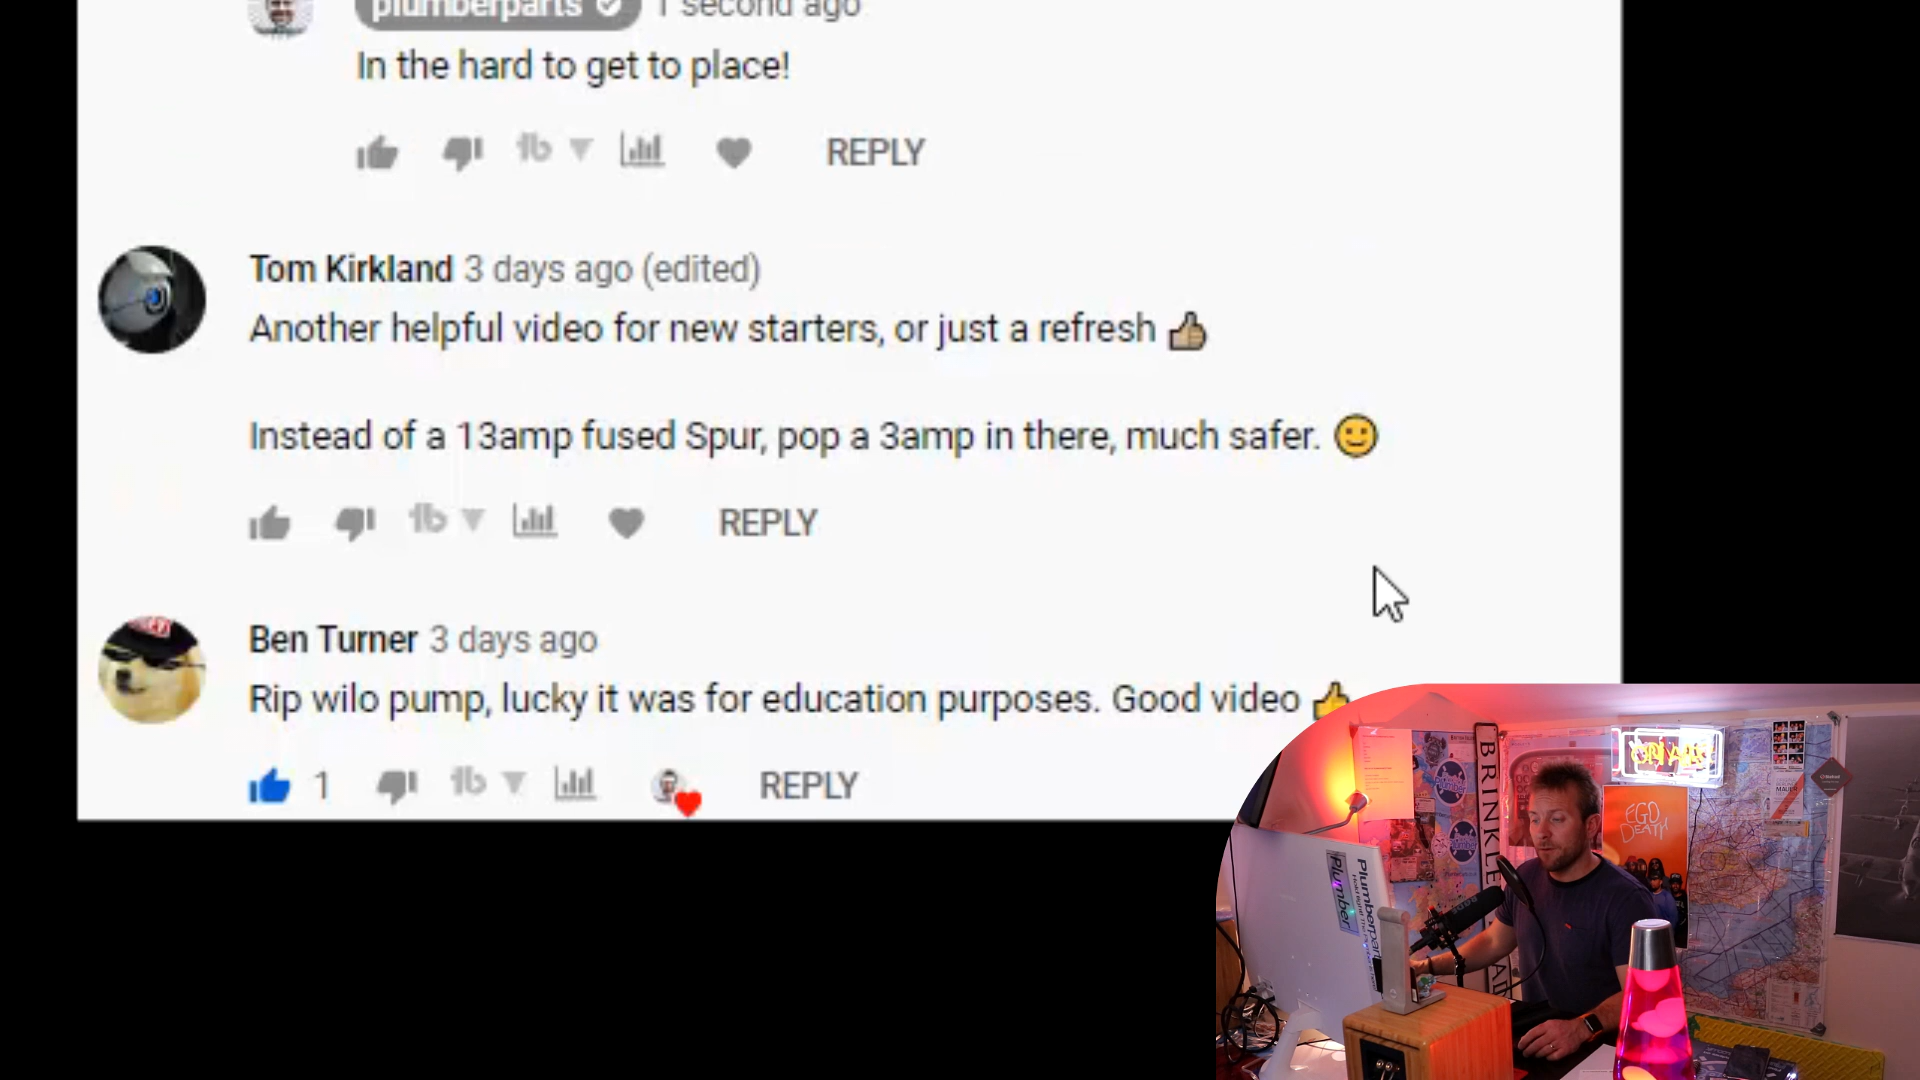 plumberparts 1 second ago
In the hard to get to place!
REPLY
Tom Kirkland 3 days ago (edited)
Another helpful video for new starters, or just a refresh 👍
Instead of a 13amp fused Spur, pop a 3amp in there, much safer. 🙂
REPLY
Ben Turner 3 days ago
Rip wilo pump, lucky it was for education purposes. Good video 👍
1 REPLY
EGO
DEATH
Plumber
Plumberparts